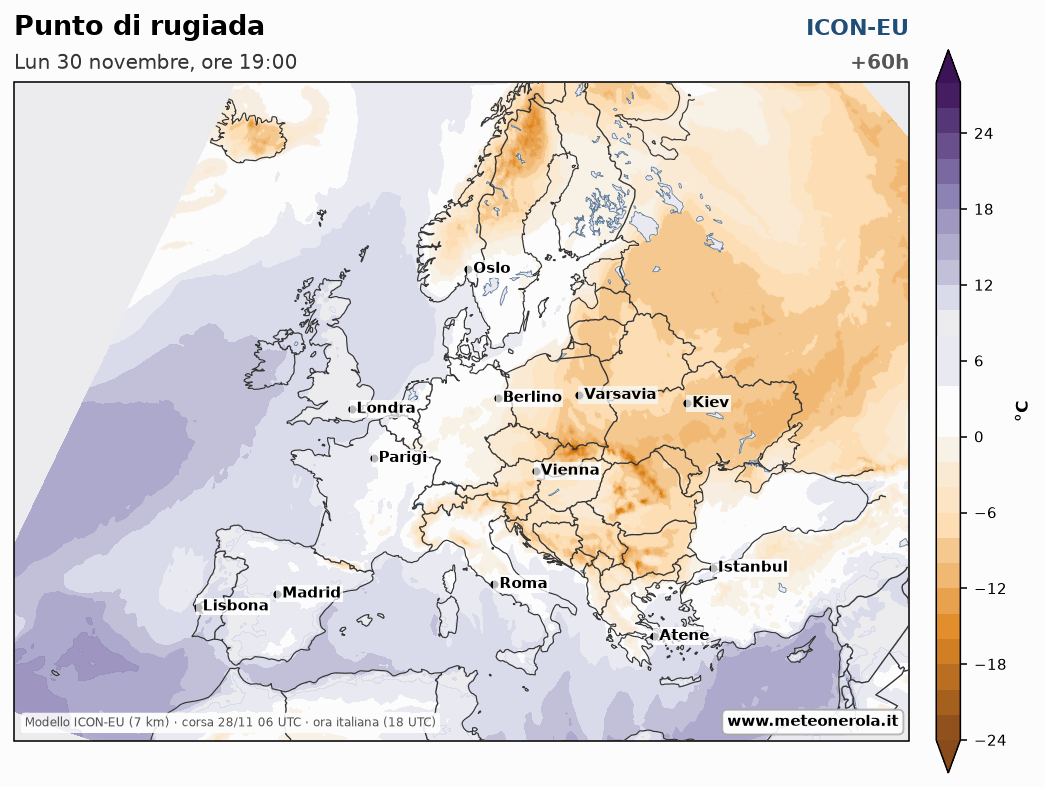 Punto di rugiada
ICON-EU
Lun 30 novembre, ore 19:00
+60h
24
18
12
6
0
−6
−12
−18
−24
°C
Oslo
Berlino
Varsavia
Kiev
Londra
Parigi
Vienna
Istanbul
Roma
Madrid
Lisbona
Atene
Modello ICON-EU (7 km) · corsa 28/11 06 UTC · ora italiana (18 UTC)
www.meteonerola.it